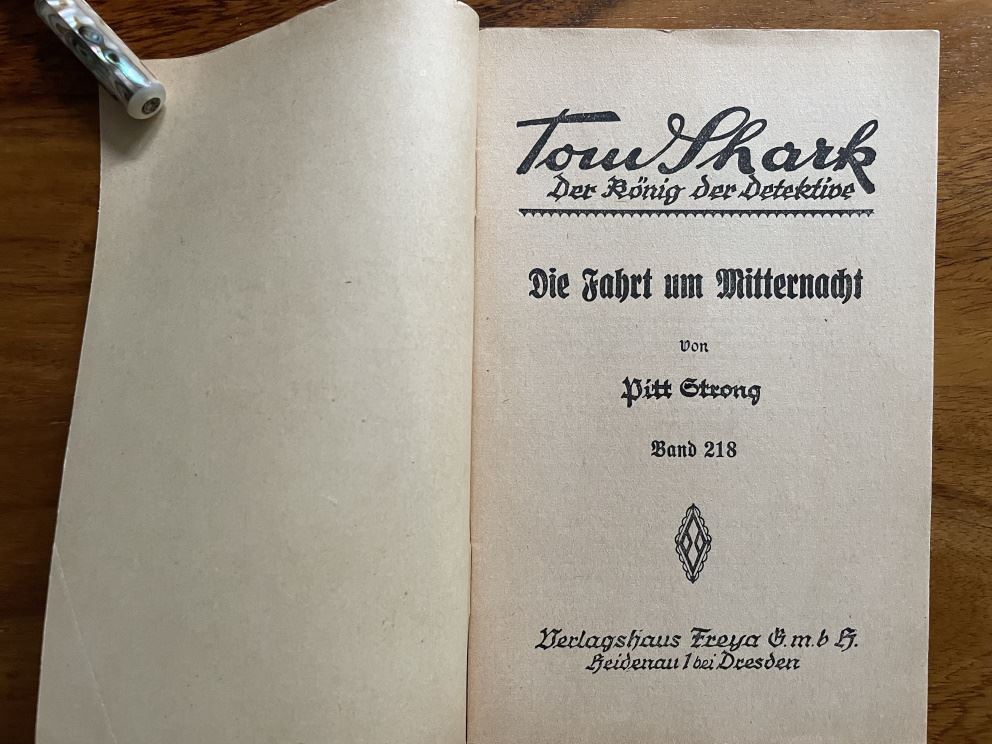 Tom Shark
Der König der Detektive
Die Fahrt um Mitternacht
von
Pitt Strong
Band 218
Verlagshaus Freya G.m.b H.
Heidenau 1 bei Dresden